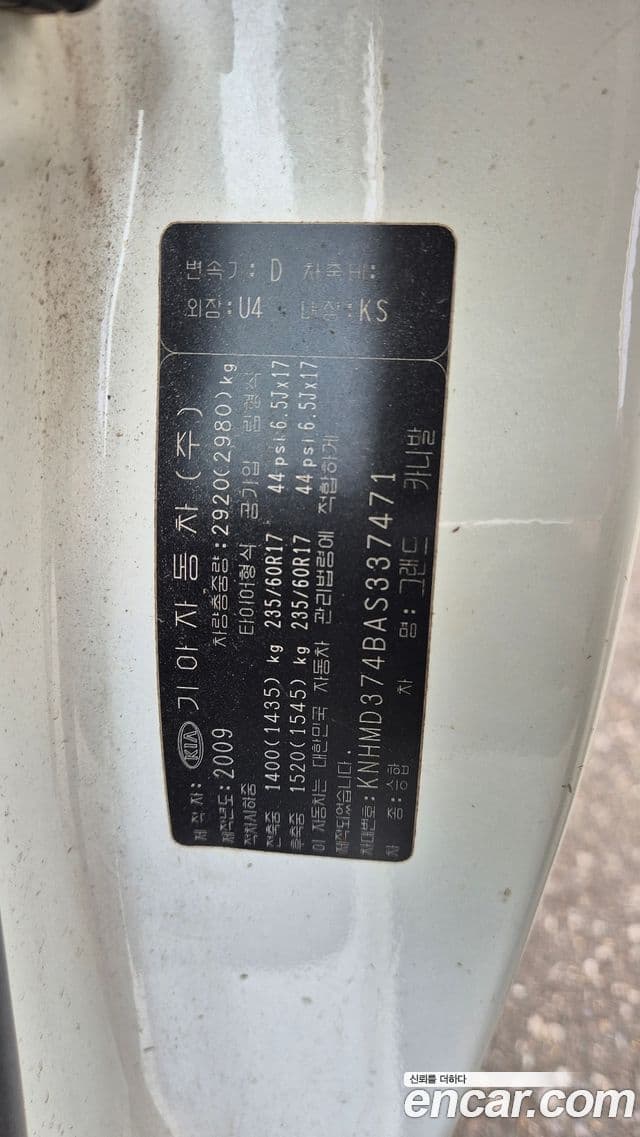 변속기: D 차축비:
외장: U4 내장: KS
제 작 자: KIA 기아자동차(주)
제작년도: 2009 차량총중량: 2920(2980)kg
적차시하중 타이어형식 공기압 림형식
전축중 1400(1435) kg 235/60R17 44psi 6.5Jx17
후축중 1520(1545) kg 235/60R17 44psi 6.5Jx17
이 자동차는 대한민국 자동차 관리법령에 적합하게
제작되었습니다.
차대번호: KNHMD374BAS337471
차 종: 승합 차 명: 그랜드 카니발
신뢰를 더하다
encar.com